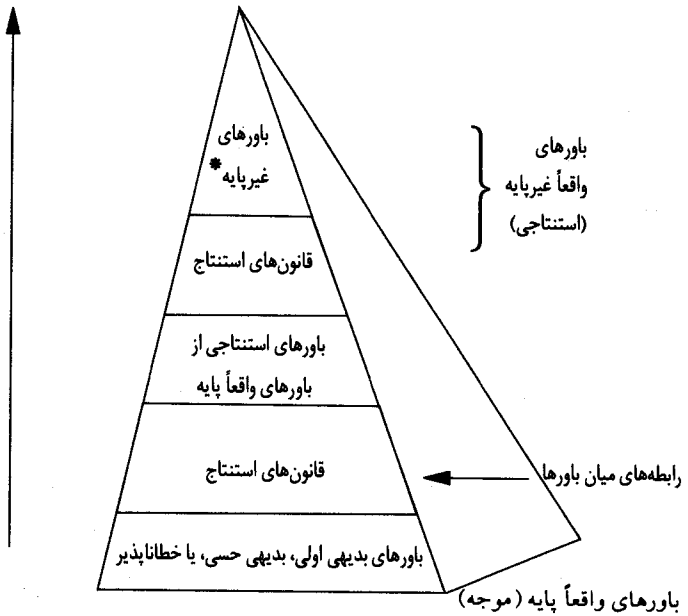 باورهای
غیرپایه*
باورهای
واقعاً غیرپایه
(استنتاجی)
قانون‌های استنتاج
باورهای استنتاجی از
باورهای واقعاً پایه
قانون‌های استنتاج
رابطه‌های میان باورها
باورهای بدیهی اولی، بدیهی حسی، یا خطاناپذیر
باورهای واقعاً پایه (موجه)